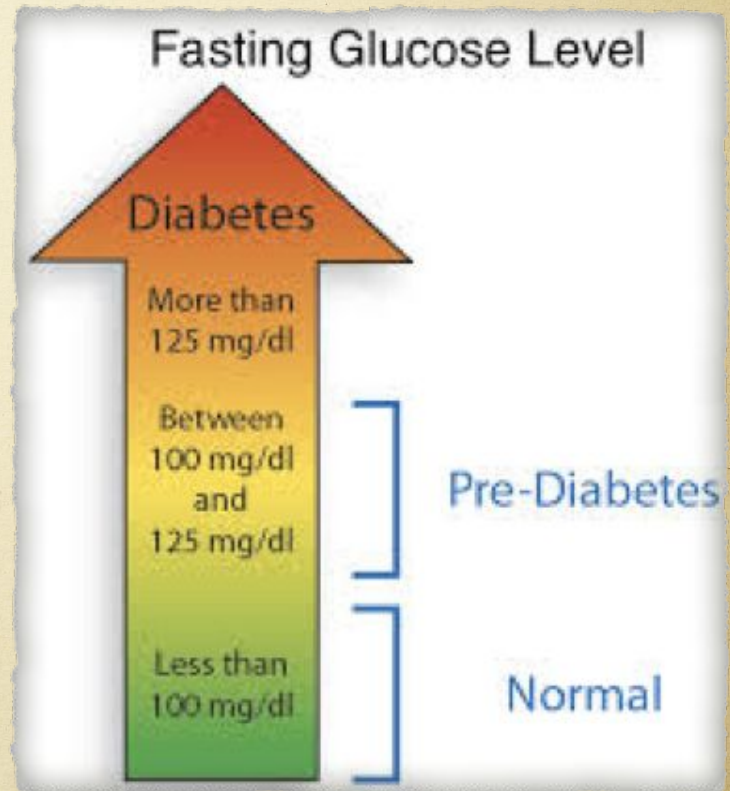 Fasting Glucose Level
Diabetes
More than
125 mg/dl
Between
100 mg/dl
and
125 mg/dl
Pre-Diabetes
Less than
100 mg/dl
Normal